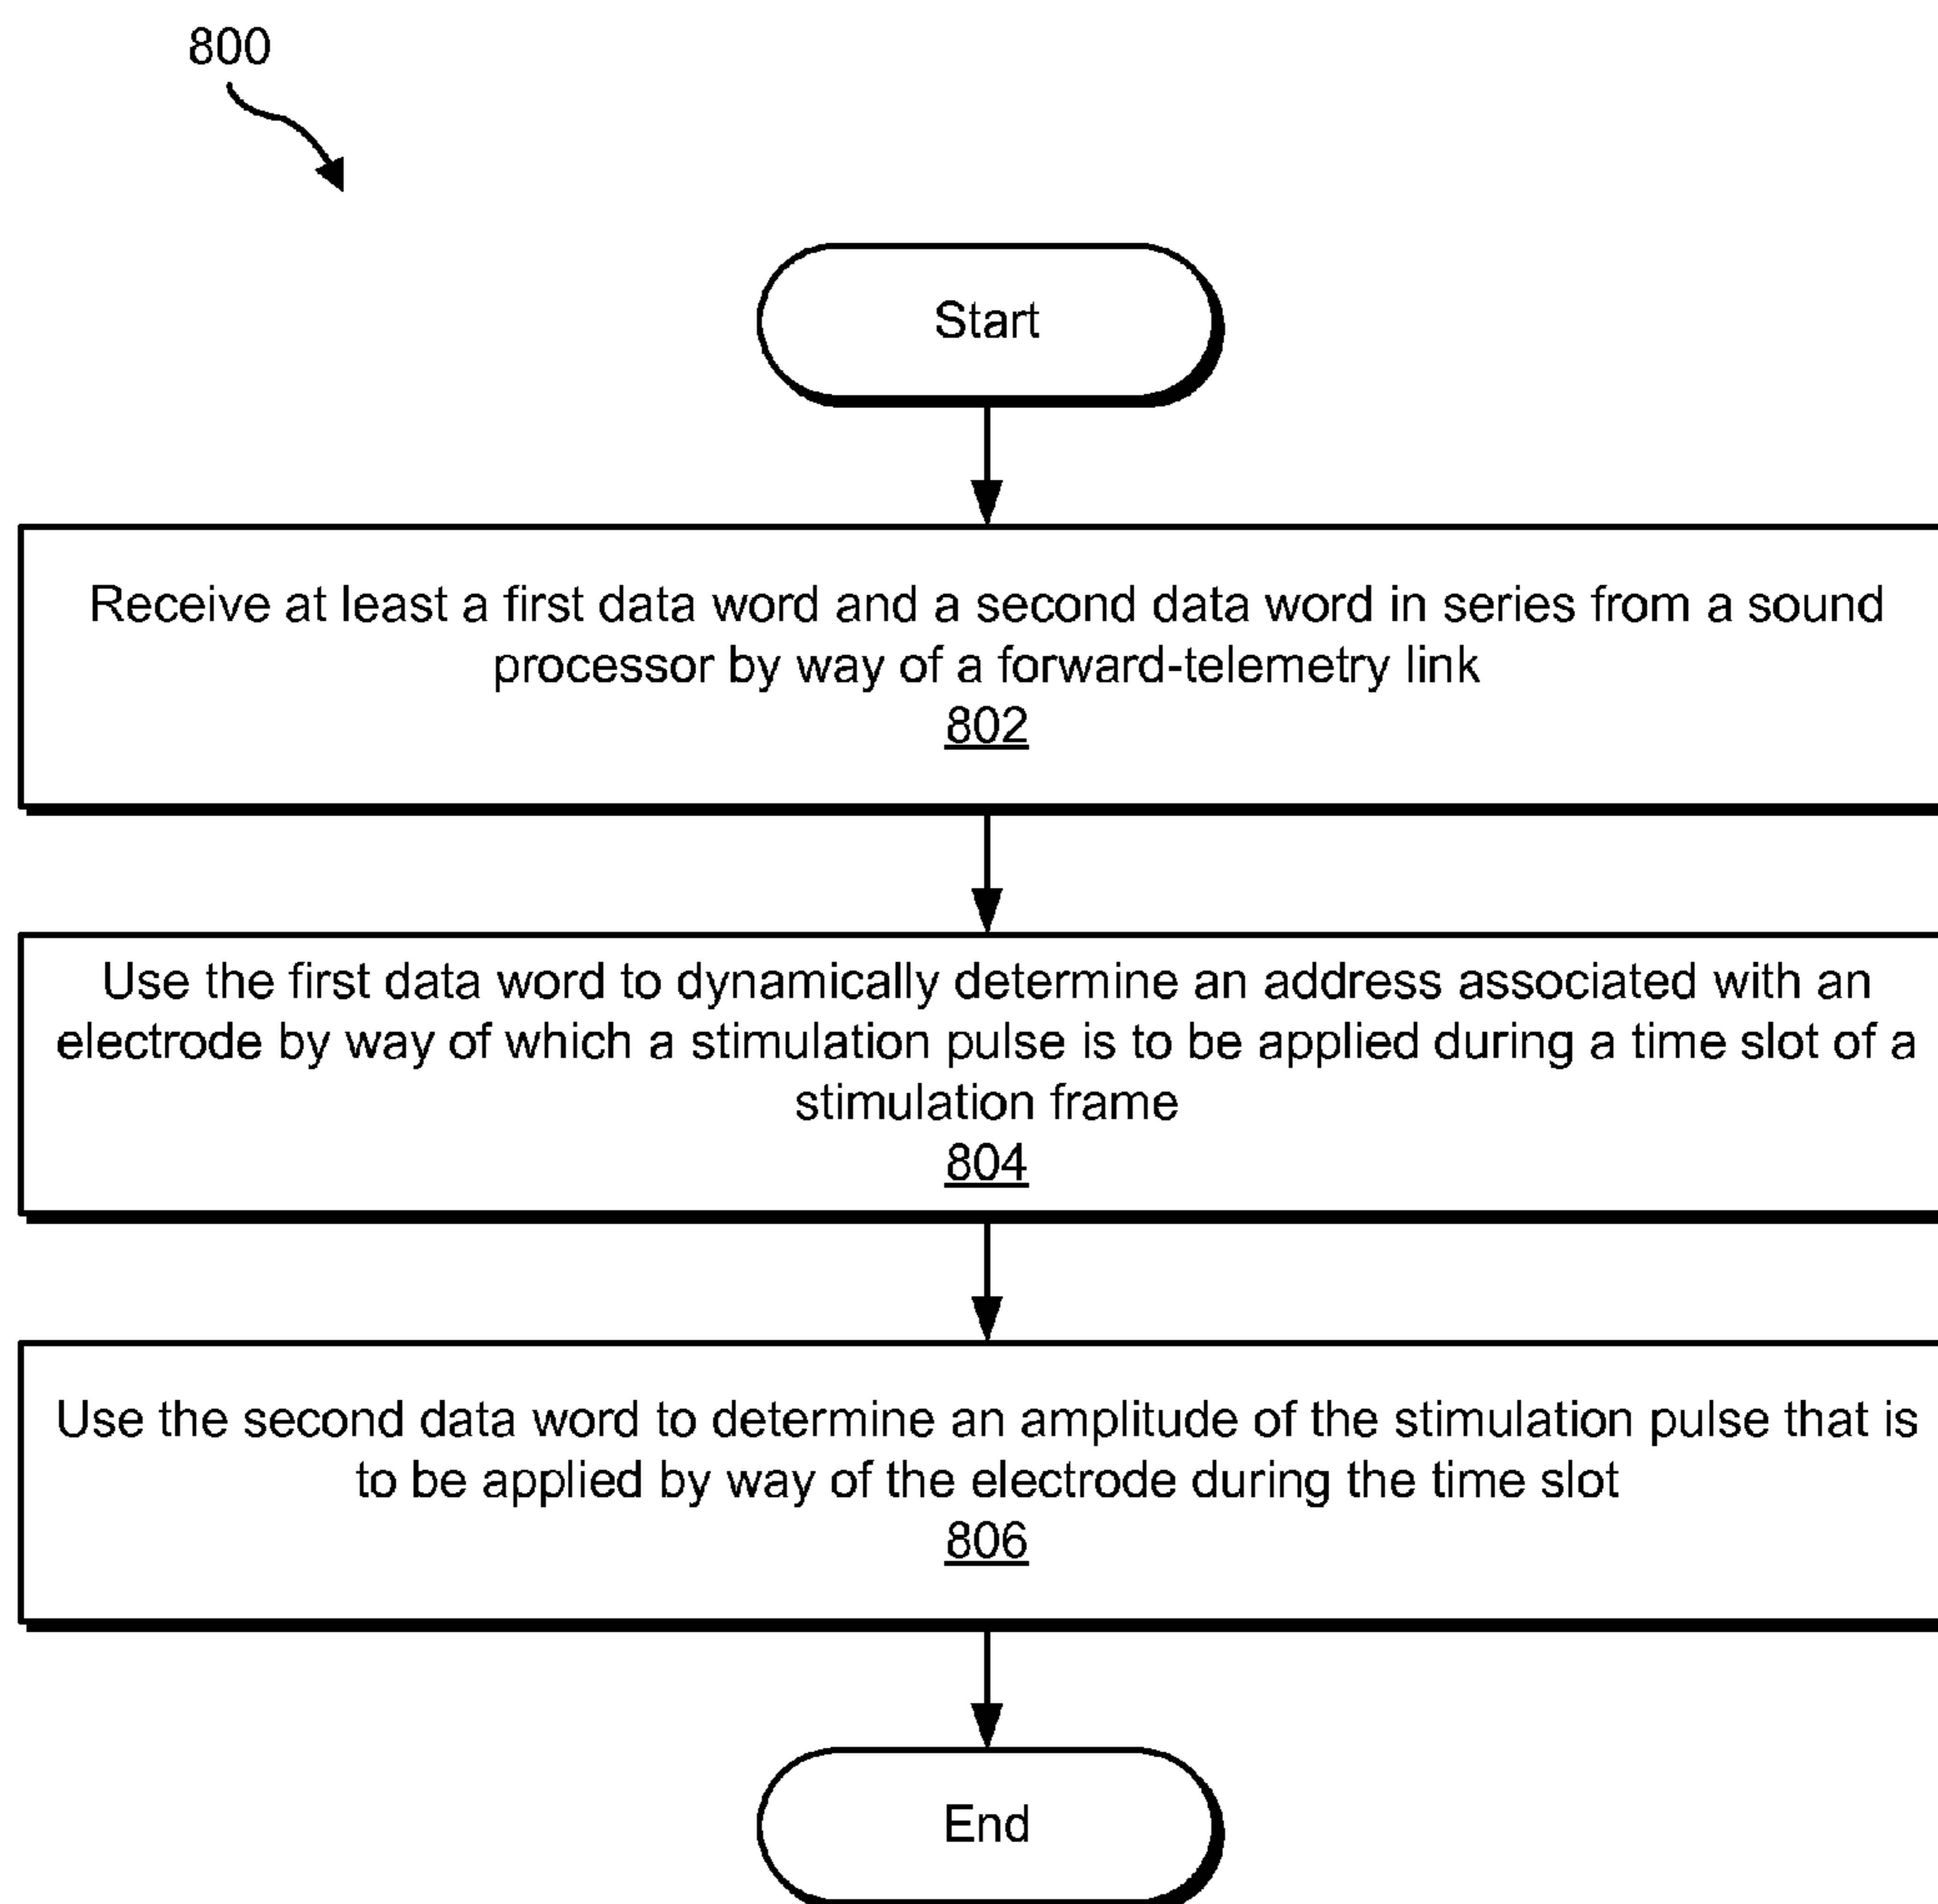 800
Start
Receive at least a first data word and a second data word in series from a sound
processor by way of a forward-telemetry link
802
Use the first data word to dynamically determine an address associated with an
electrode by way of which a stimulation pulse is to be applied during a time slot of a
stimulation frame
804
Use the second data word to determine an amplitude of the stimulation pulse that is
to be applied by way of the electrode during the time slot
806
End